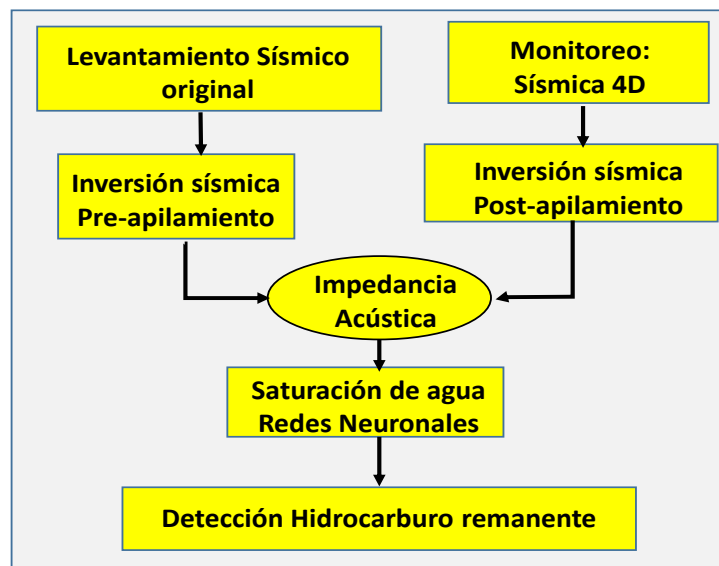 Levantamiento Sísmico
original
Monitoreo:
Sísmica 4D
Inversión sísmica
Pre-apilamiento
Inversión sísmica
Post-apilamiento
Impedancia
Acústica
Saturación de agua
Redes Neuronales
Detección Hidrocarburo remanente